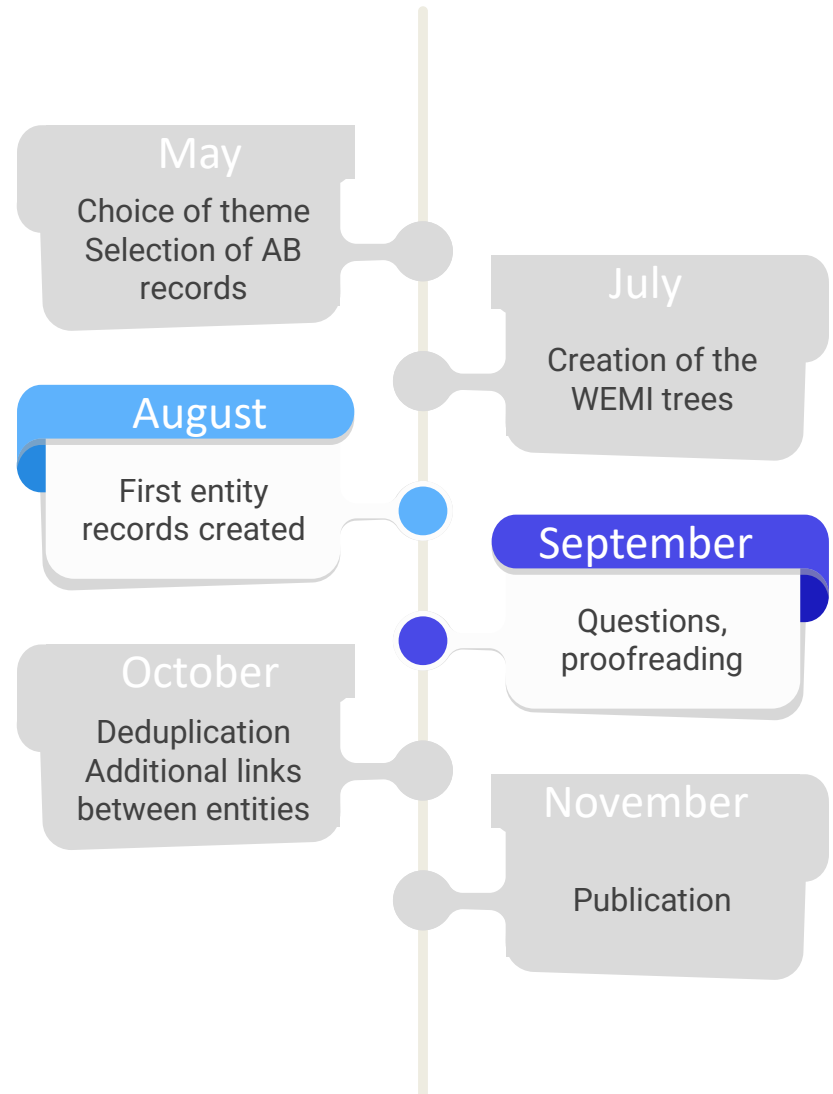 May
Choice of theme
Selection of AB
records
July
Creation of the
WEMI trees
August
First entity
records created
September
Questions,
proofreading
October
Deduplication
Additional links
between entities
November
Publication